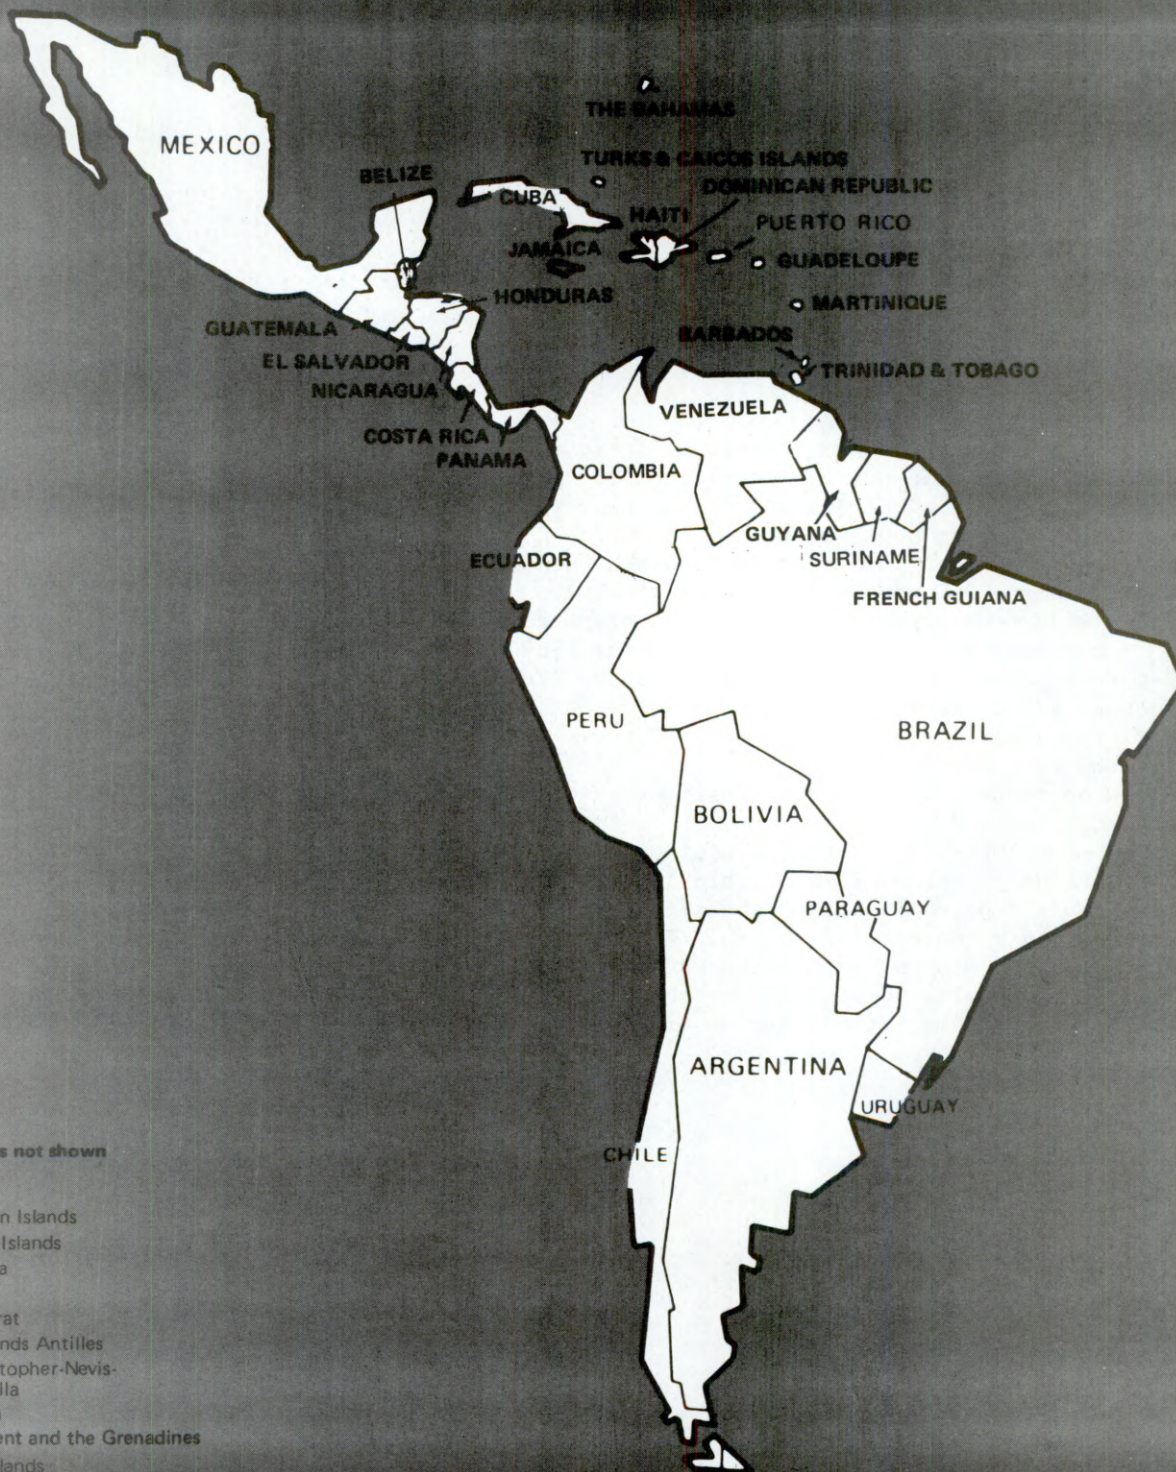 THE BAHAMAS
MEXICO
TURKS & CAICOS ISLANDS
BELIZE
DOMINICAN REPUBLIC
CUBA
HAITI
PUERTO RICO
JAMAICA
GUADELOUPE
HONDURAS
MARTINIQUE
GUATEMALA
BARBADOS
EL SALVADOR
TRINIDAD & TOBAGO
NICARAGUA
VENEZUELA
COSTA RICA
PANAMA
COLOMBIA
GUYANA
ECUADOR
SURINAME
FRENCH GUIANA
PERU
BRAZIL
BOLIVIA
PARAGUAY
ARGENTINA
URUGUAY
CHILE
s not shown
n Islands
Islands
a
rat
nds Antilles
topher-Nevis-
lla
ent and the Grenadines
lands